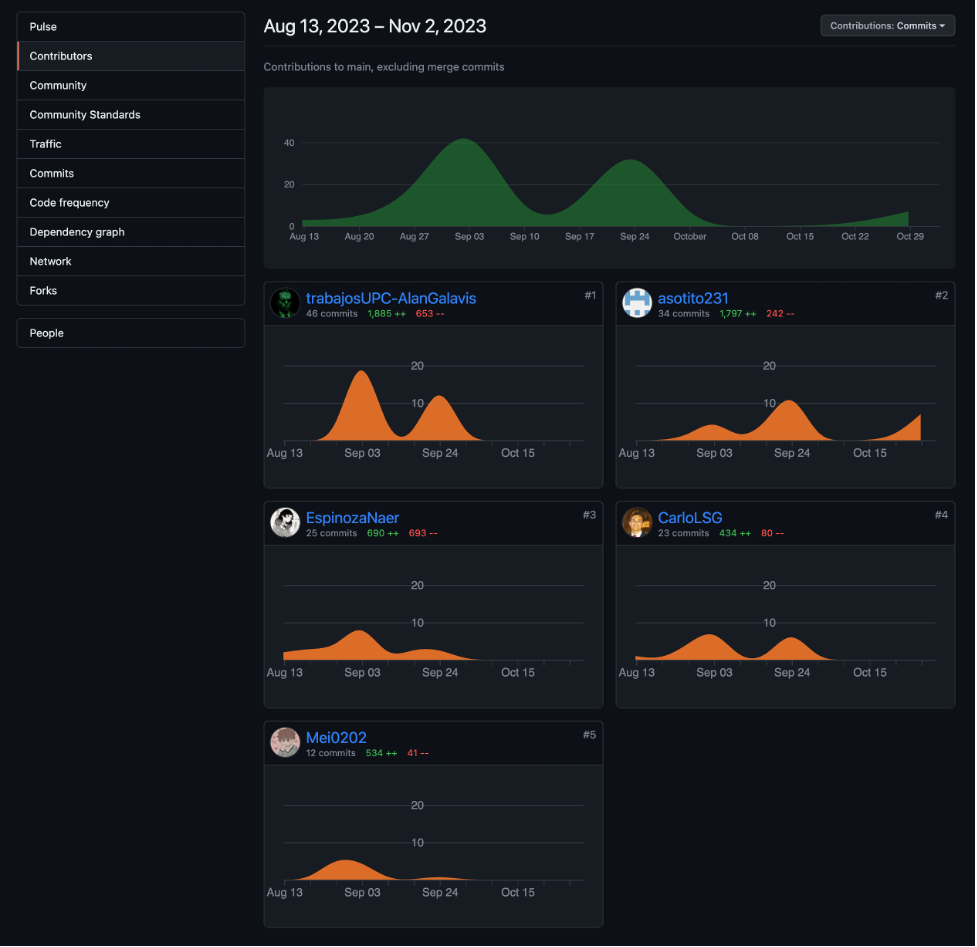 Pulse
Contributors
Community
Community Standards
Traffic
Commits
Code frequency
Dependency graph
Network
Forks
People
Aug 13, 2023 – Nov 2, 2023
Contributions: Commits
Contributions to main, excluding merge commits
40
20
0
Aug 13 Aug 20 Aug 27 Sep 03 Sep 10 Sep 17 Sep 24 October Oct 08 Oct 15 Oct 22 Oct 29
trabajosUPC-AlanGalavis #1
46 commits 1,885 ++ 653 --
20
10
Aug 13 Sep 03 Sep 24 Oct 15
asotito231 #2
34 commits 1,797 ++ 242 --
20
10
Aug 13 Sep 03 Sep 24 Oct 15
EspinozaNaer #3
25 commits 690 ++ 693 --
20
10
Aug 13 Sep 03 Sep 24 Oct 15
CarloLSG #4
23 commits 434 ++ 80 --
20
10
Aug 13 Sep 03 Sep 24 Oct 15
Mei0202 #5
12 commits 534 ++ 41 --
20
10
Aug 13 Sep 03 Sep 24 Oct 15